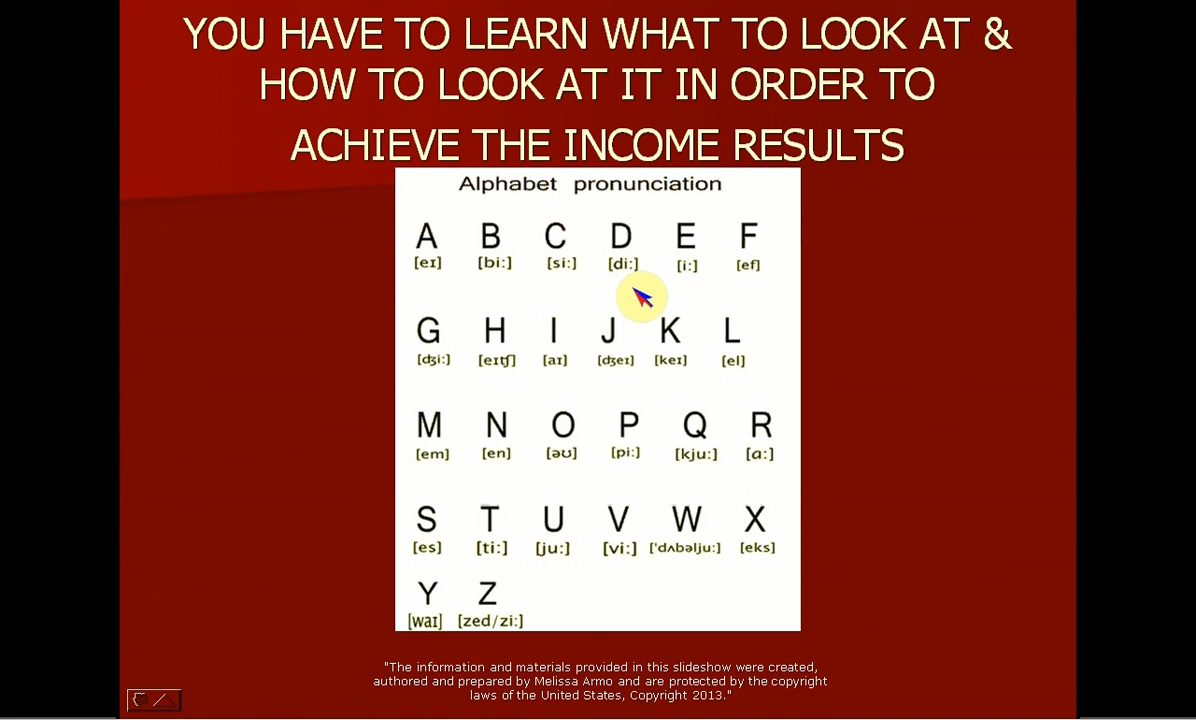 YOU HAVE TO LEARN WHAT TO LOOK AT &
HOW TO LOOK AT IT IN ORDER TO
ACHIEVE THE INCOME RESULTS
Alphabet pronunciation
A B C D E F
[eɪ] [bi:] [si:] [di:] [i:] [ef]
G H I J K L
[ʤi:] [eɪʧ] [aɪ] [ʤeɪ] [keɪ] [el]
M N O P Q R
[em] [en] [əʊ] [pi:] [kju:] [ɑ:]
S T U V W X
[es] [ti:] [ju:] [vi:] ['dʌbəlju:] [eks]
Y Z
[waɪ] [zed/zi:]
"The information and materials provided in this slideshow were created,
authored and prepared by Melissa Armo and are protected by the copyright
laws of the United States, Copyright 2013."